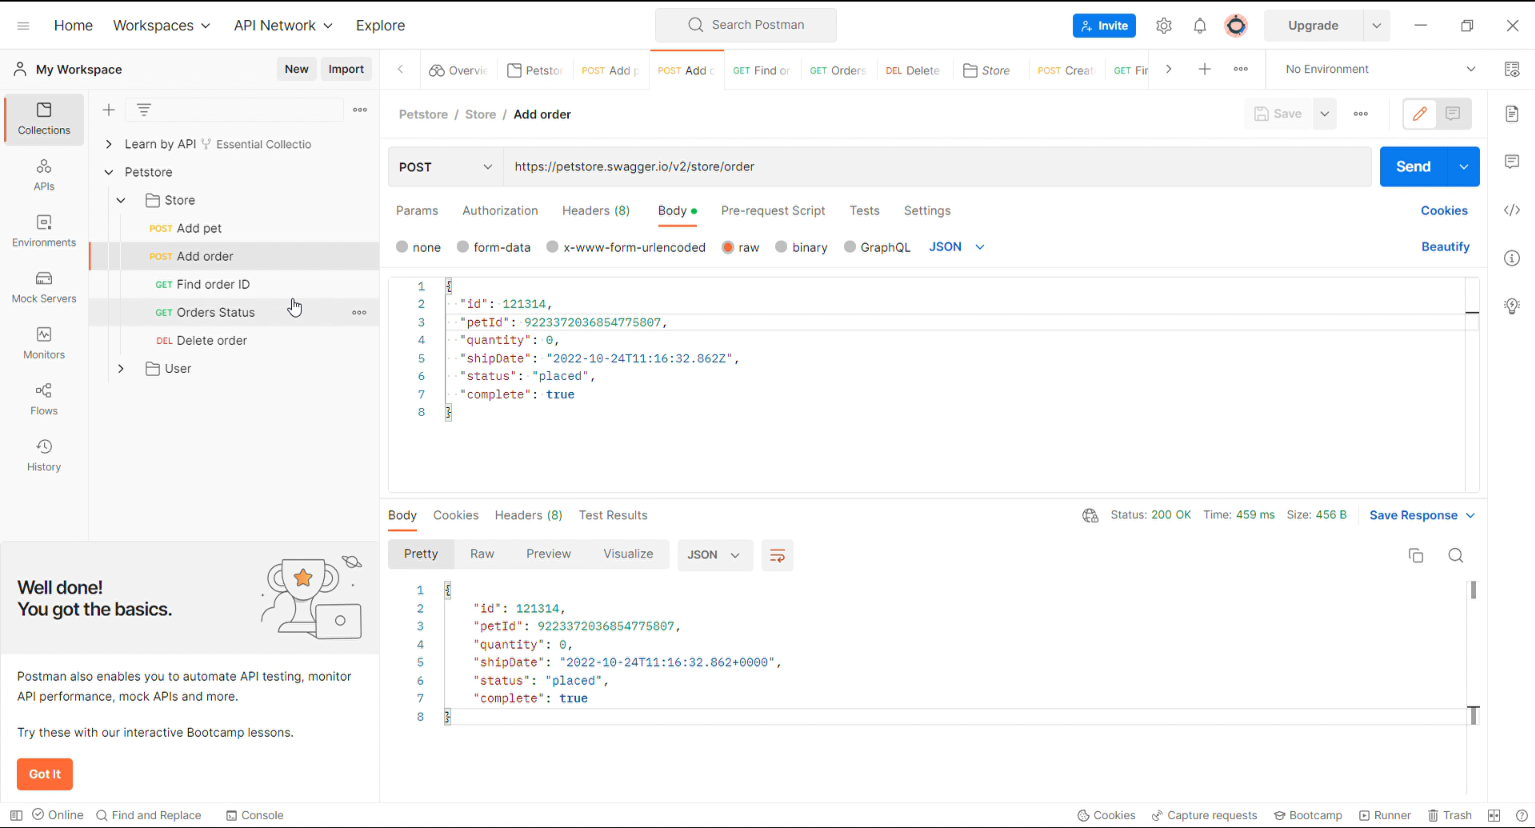 Home Workspaces API Network Explore Search Postman Invite Upgrade
My Workspace New Import Overvie Petstor POST Add p POST Add o GET Find or GET Orders DEL Delete Store POST Creat GET Fin No Environment
Collections
APIs
Environments
Mock Servers
Monitors
Flows
History
Learn by API Essential Collectio
Petstore
Store
POST Add pet
POST Add order
GET Find order ID
GET Orders Status
DEL Delete order
User
Petstore / Store / Add order Save
POST https://petstore.swagger.io/v2/store/order Send
Params Authorization Headers (8) Body Pre-request Script Tests Settings Cookies
none form-data x-www-form-urlencoded raw binary GraphQL JSON Beautify
1 {
2 "id": 121314,
3 "petId": 9223372036854775807,
4 "quantity": 0,
5 "shipDate": "2022-10-24T11:16:32.862Z",
6 "status": "placed",
7 "complete": true
8 }
Body Cookies Headers (8) Test Results Status: 200 OK Time: 459 ms Size: 456 B Save Response
Pretty Raw Preview Visualize JSON
1 {
2 "id": 121314,
3 "petId": 9223372036854775807,
4 "quantity": 0,
5 "shipDate": "2022-10-24T11:16:32.862+0000",
6 "status": "placed",
7 "complete": true
8 }
Well done!
You got the basics.
Postman also enables you to automate API testing, monitor
API performance, mock APIs and more.
Try these with our interactive Bootcamp lessons.
Got It
Online Find and Replace Console Cookies Capture requests Bootcamp Runner Trash